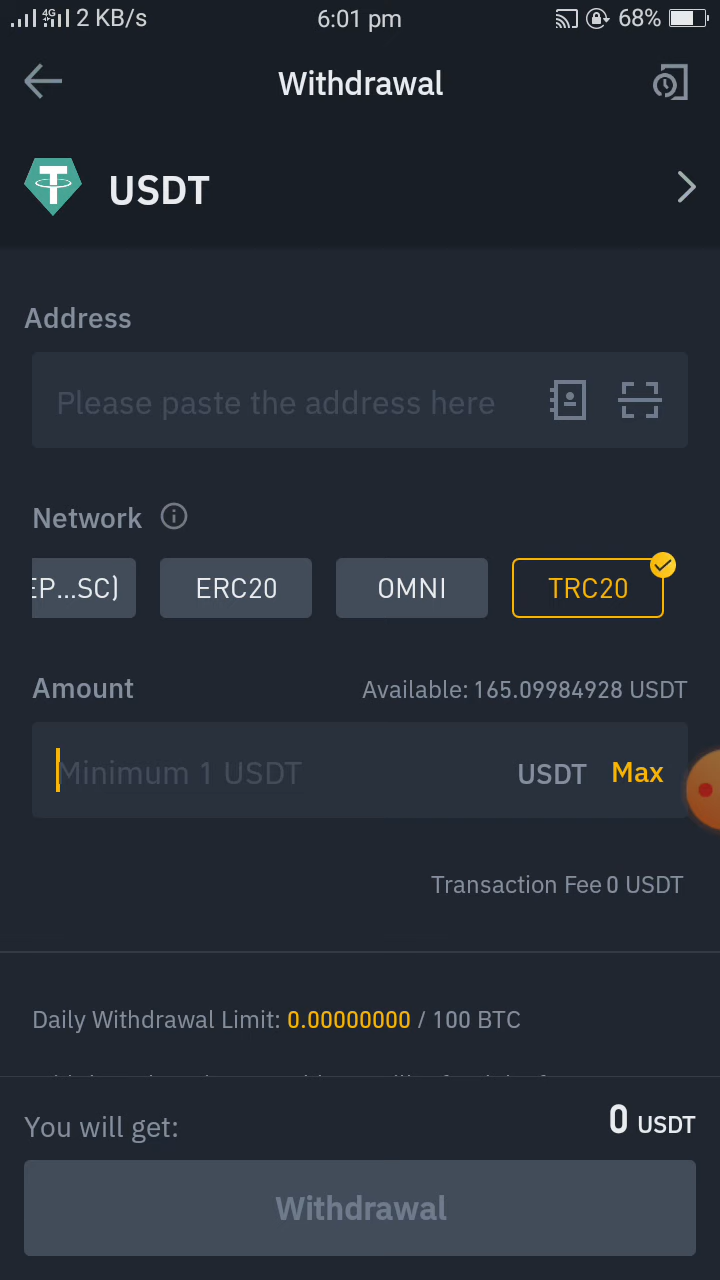 4G 2 KB/s 6:01 pm 68%
Withdrawal
USDT
Address
Please paste the address here
Network
EP...SC) ERC20 OMNI TRC20
Amount Available: 165.09984928 USDT
Minimum 1 USDT USDT Max
Transaction Fee 0 USDT
Daily Withdrawal Limit: 0.00000000 / 100 BTC
You will get: 0 USDT
Withdrawal